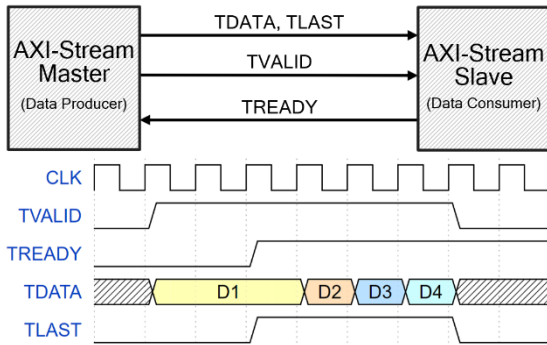 AXI-Stream
Master
(Data Producer)
TDATA, TLAST
TVALID
TREADY
AXI-Stream
Slave
(Data Consumer)
CLK
TVALID
TREADY
TDATA
D1
D2
D3
D4
TLAST